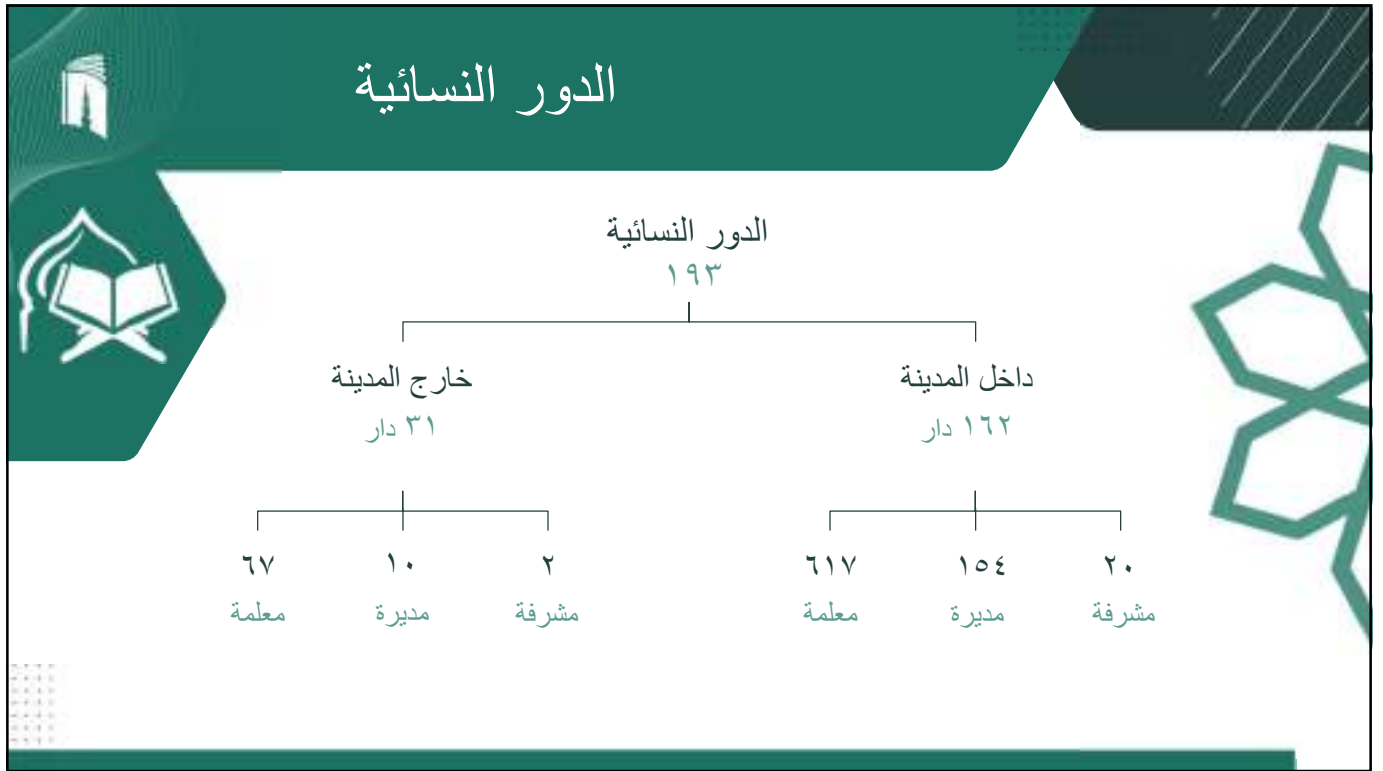 الدور النسائية
الدور النسائية
١٩٣
داخل المدينة
١٦٢ دار
٢٠
مشرفة
١٥٤
مديرة
٦١٧
معلمة
خارج المدينة
٣١ دار
٢
مشرفة
١٠
مديرة
٦٧
معلمة